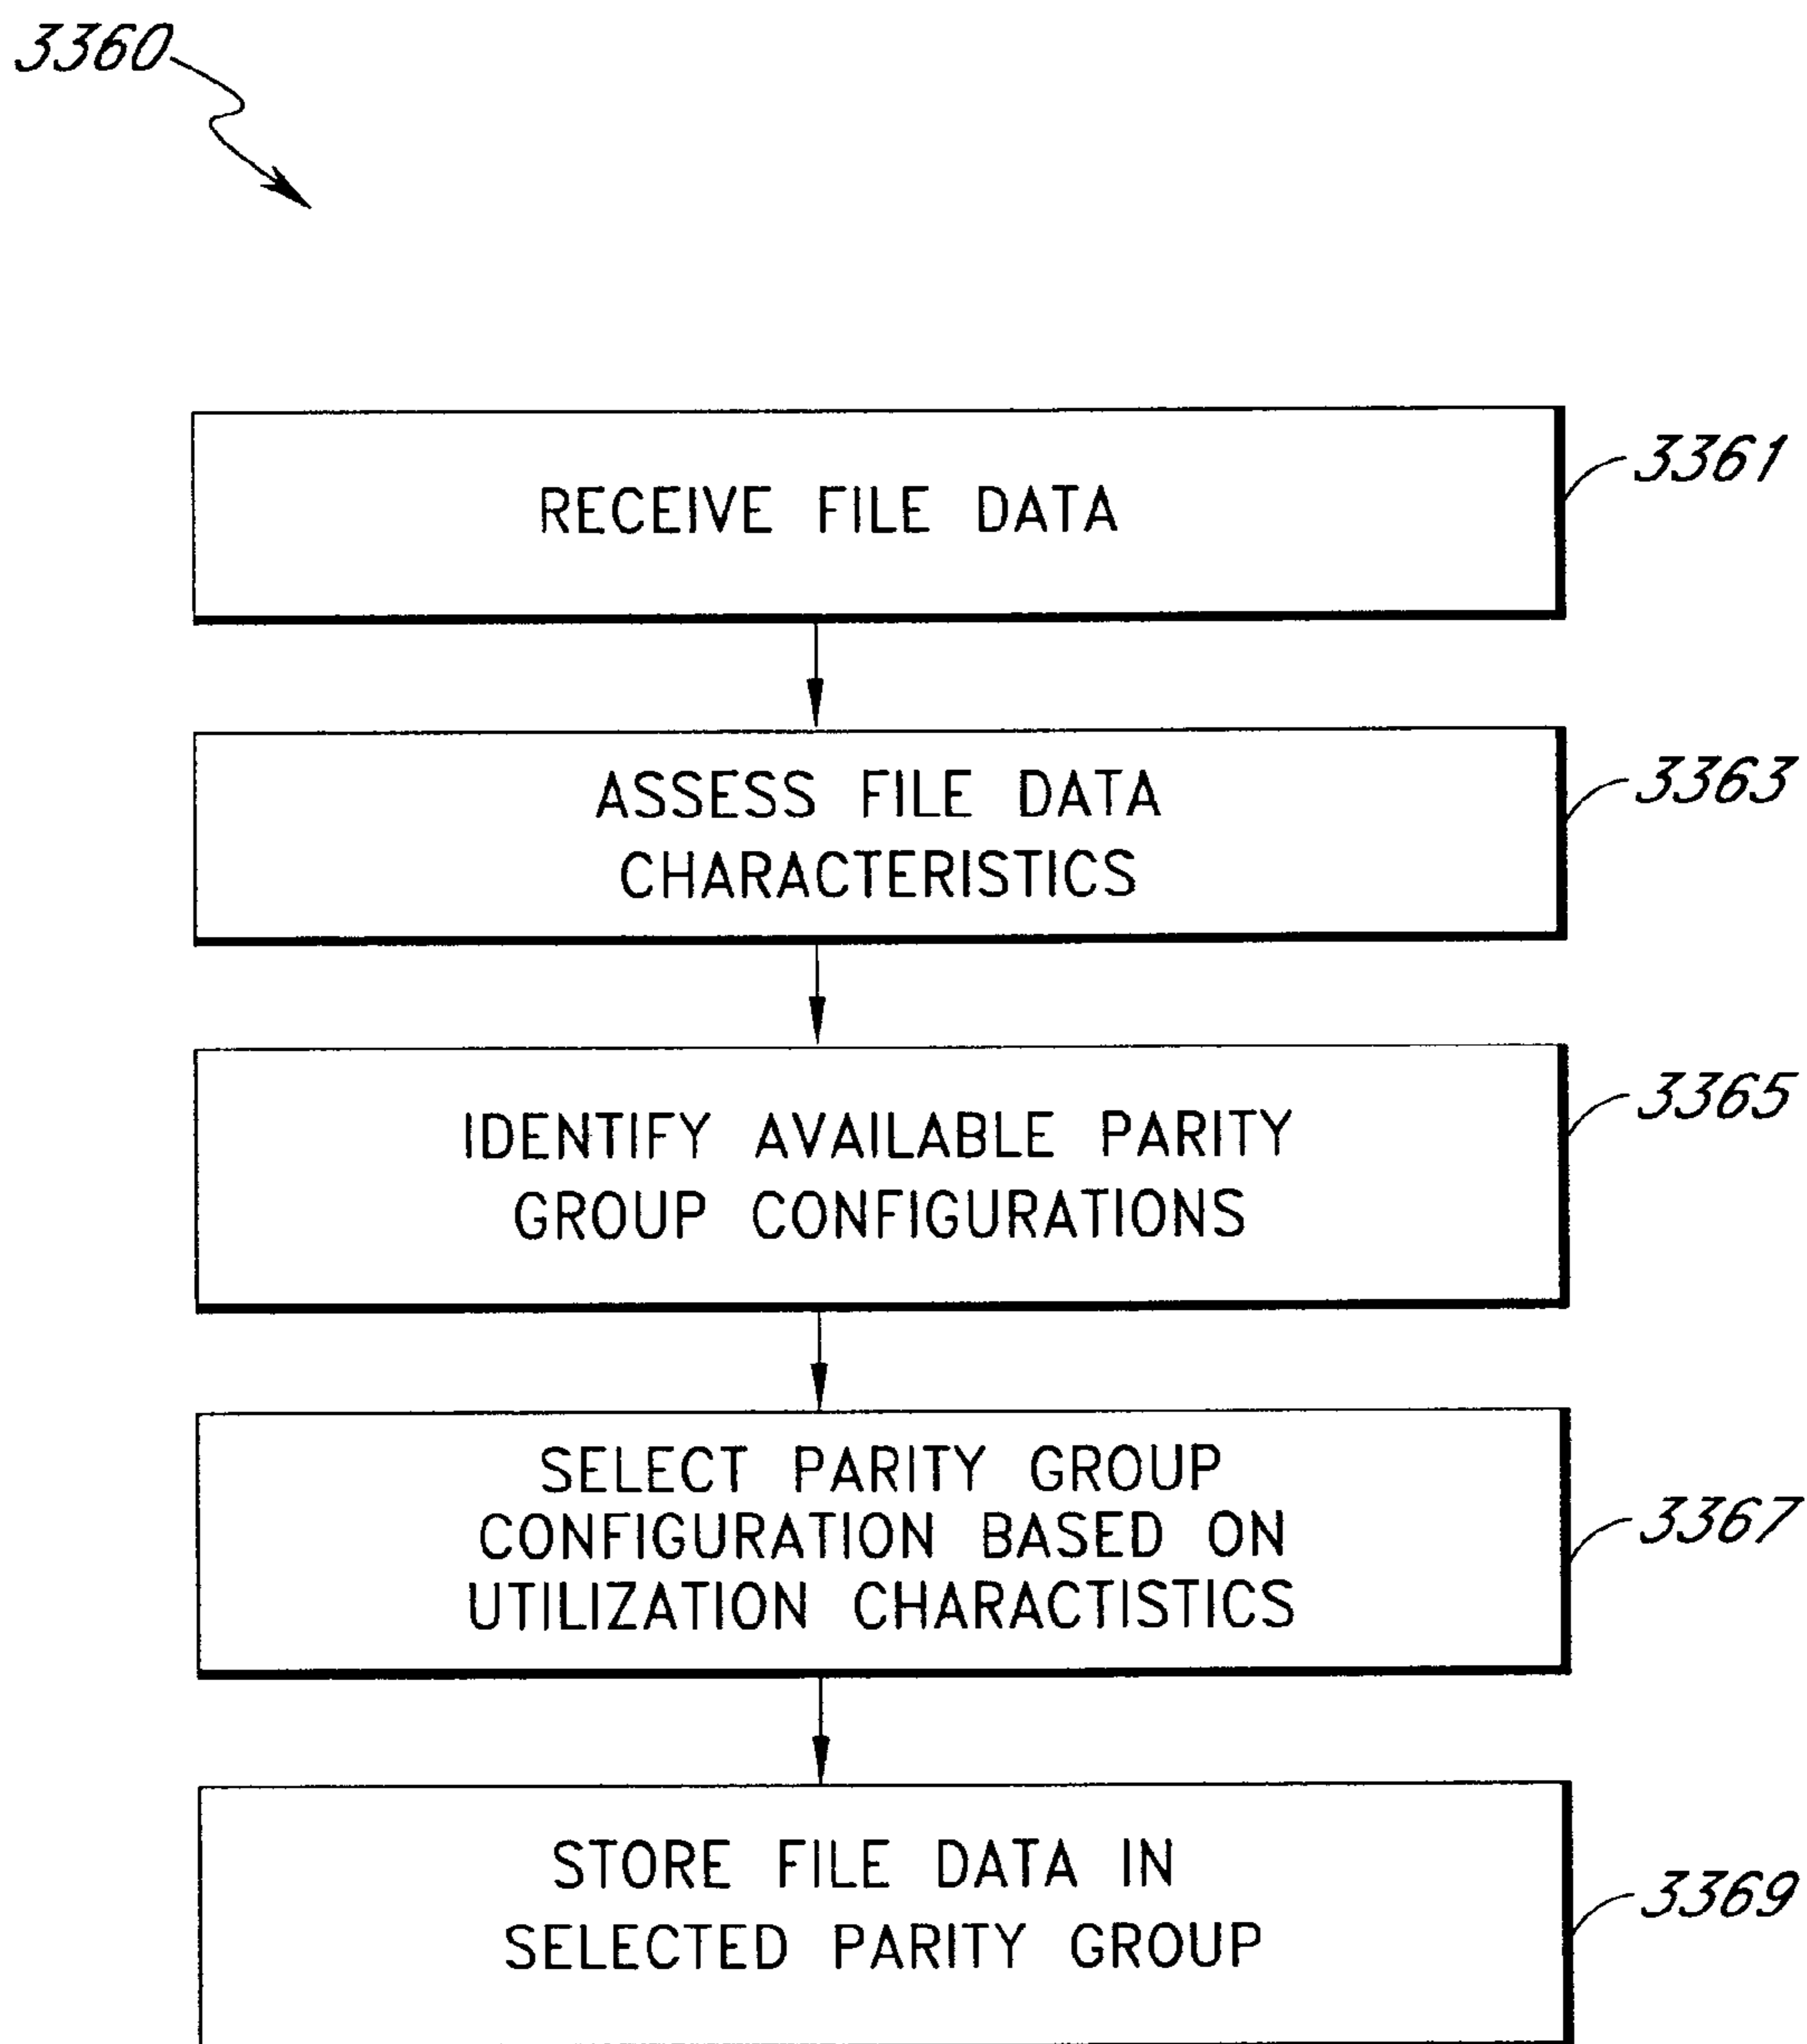 3360
RECEIVE FILE DATA
3361
ASSESS FILE DATA
CHARACTERISTICS
3363
IDENTIFY AVAILABLE PARITY
GROUP CONFIGURATIONS
3365
SELECT PARITY GROUP
CONFIGURATION BASED ON
UTILIZATION CHARACTISTICS
3367
STORE FILE DATA IN
SELECTED PARITY GROUP
3369